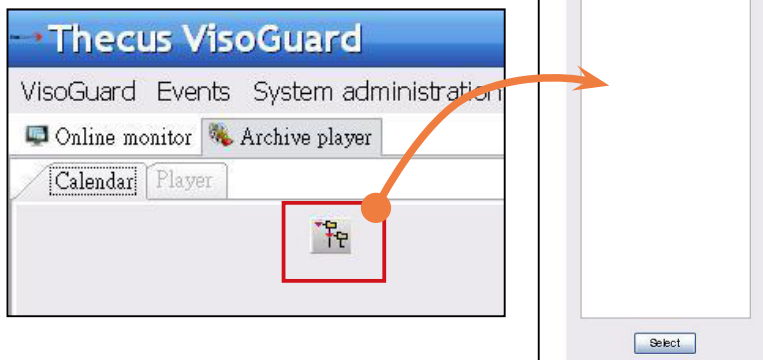 Thecus VisoGuard
VisoGuard Events System administration
Online monitor Archive player
Calendar Player
Select